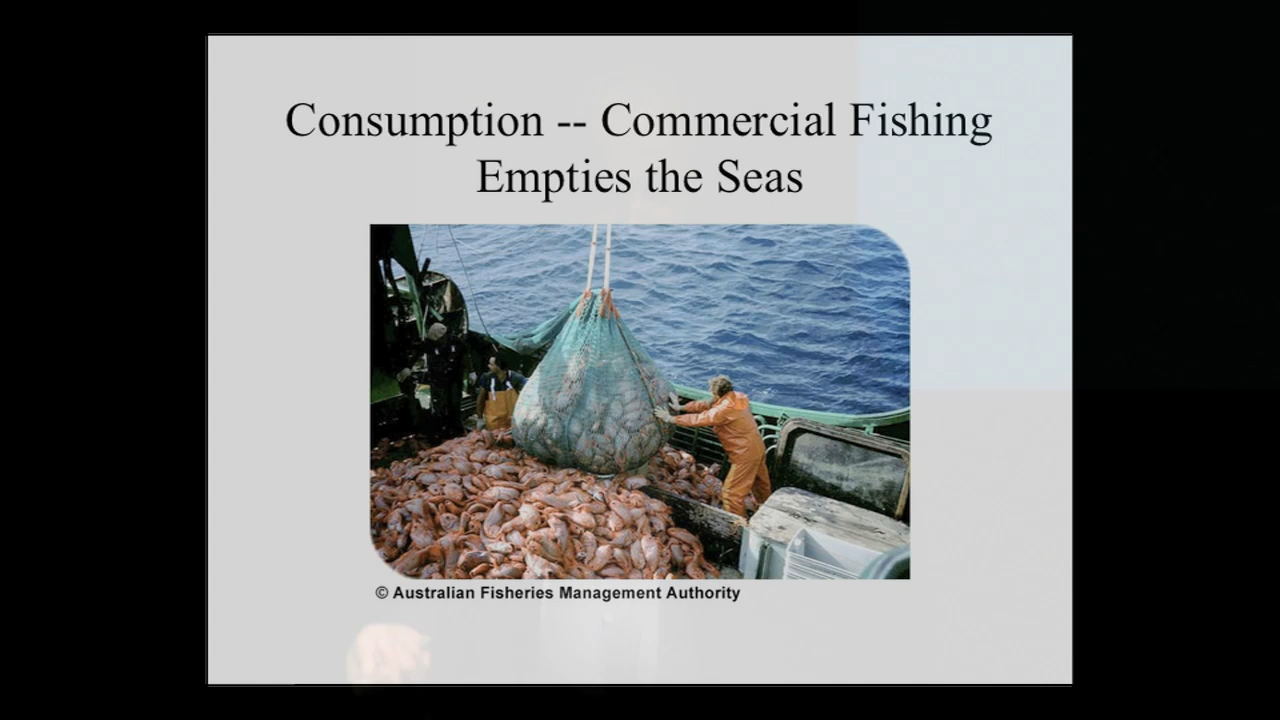 Consumption -- Commercial Fishing
Empties the Seas
© Australian Fisheries Management Authority